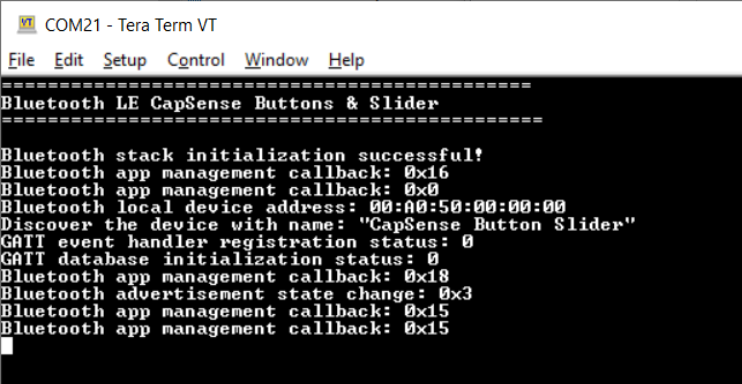 VT
COM21 - Tera Term VT
File Edit Setup Control Window Help
===============================================
Bluetooth LE CapSense Buttons & Slider
================================================
Bluetooth stack initialization successful!
Bluetooth app management callback: 0x16
Bluetooth app management callback: 0x0
Bluetooth local device address: 00:A0:50:00:00:00
Discover the device with name: "CapSense Button Slider"
GATT event handler registration status: 0
GATT database initialization status: 0
Bluetooth app management callback: 0x18
Bluetooth advertisement state change: 0x3
Bluetooth app management callback: 0x15
Bluetooth app management callback: 0x15